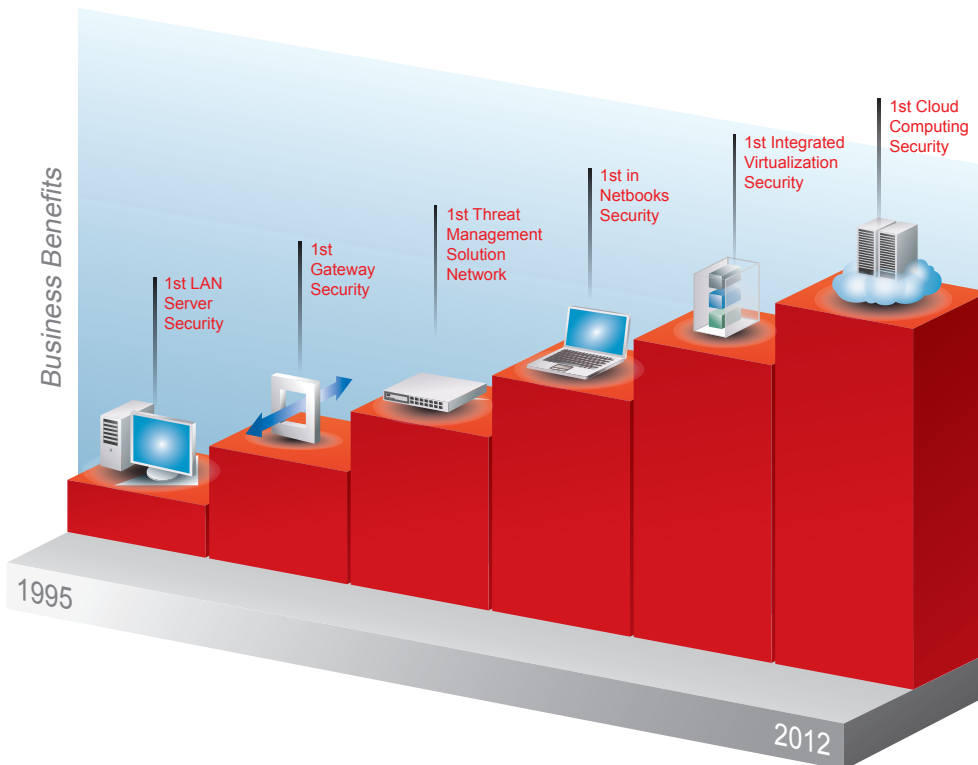 Business Benefits
1st LAN
Server
Security
1st
Gateway
Security
1st Threat
Management
Solution
Network
1st in
Netbooks
Security
1st Integrated
Virtualization
Security
1st Cloud
Computing
Security
1995
2012